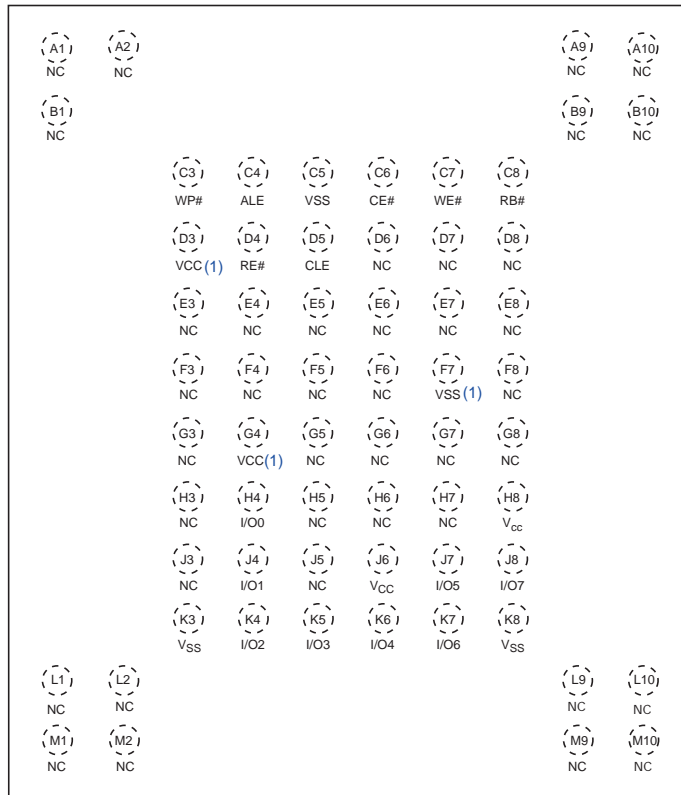 A1 A2 A9 A10
NC NC NC NC
B1 B9 B10
NC NC NC
C3 C4 C5 C6 C7 C8
WP# ALE VSS CE# WE# RB#
D3 D4 D5 D6 D7 D8
VCC (1) RE# CLE NC NC NC
E3 E4 E5 E6 E7 E8
NC NC NC NC NC NC
F3 F4 F5 F6 F7 F8
NC NC NC NC VSS (1) NC
G3 G4 G5 G6 G7 G8
NC VCC (1) NC NC NC NC
H3 H4 H5 H6 H7 H8
NC I/O0 NC NC NC Vcc
J3 J4 J5 J6 J7 J8
NC I/O1 NC VCC I/O5 I/O7
K3 K4 K5 K6 K7 K8
VSS I/O2 I/O3 I/O4 I/O6 VSS
L1 L2 L9 L10
NC NC NC NC
M1 M2 M9 M10
NC NC NC NC